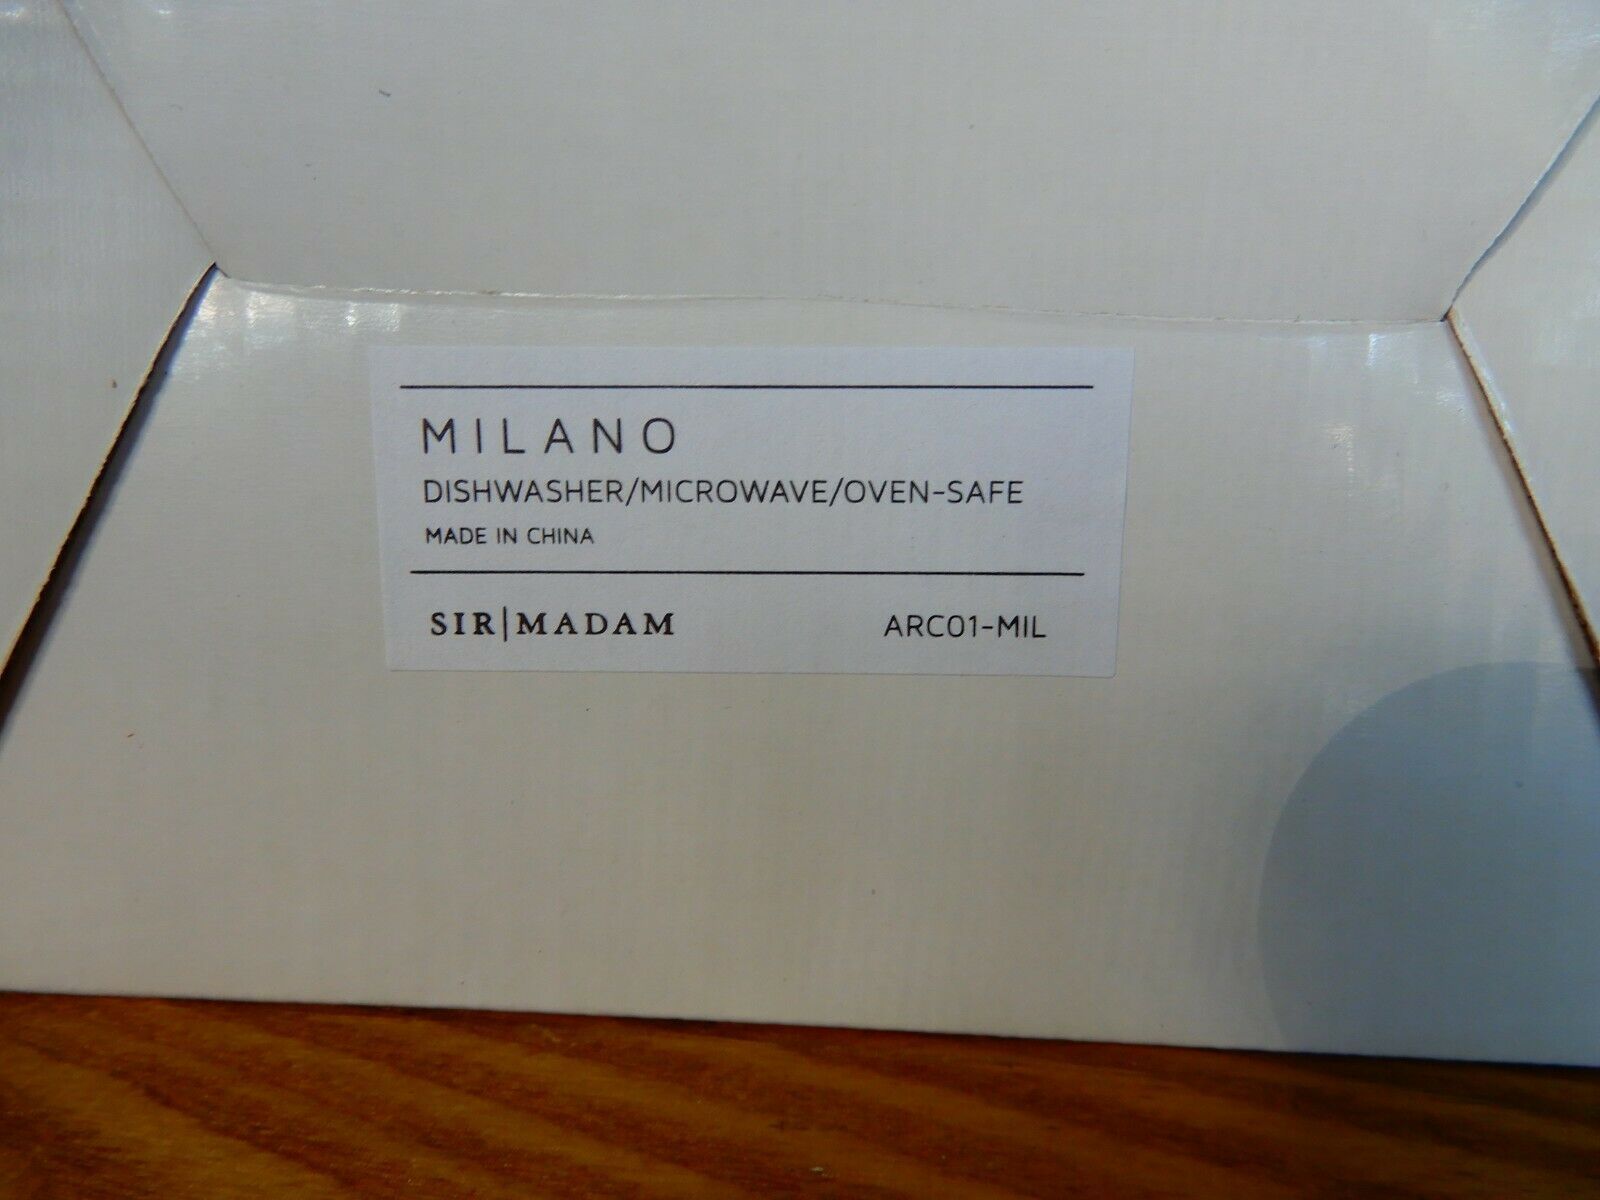 MILANO
DISHWASHER/MICROWAVE/OVEN-SAFE
MADE IN CHINA
SIR|MADAM ARC01-MIL